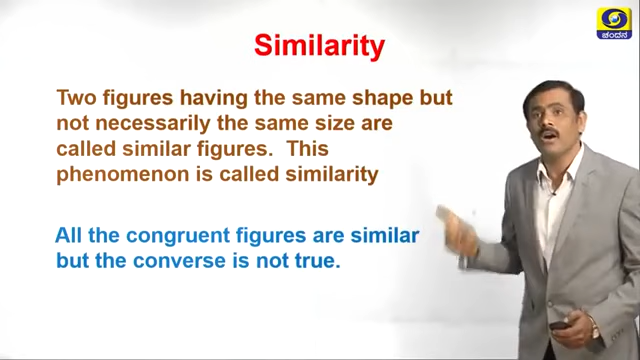 Similarity
ಚಂದನ
Two figures having the same shape but
not necessarily the same size are
called similar figures. This
phenomenon is called similarity
All the congruent figures are similar
but the converse is not true.